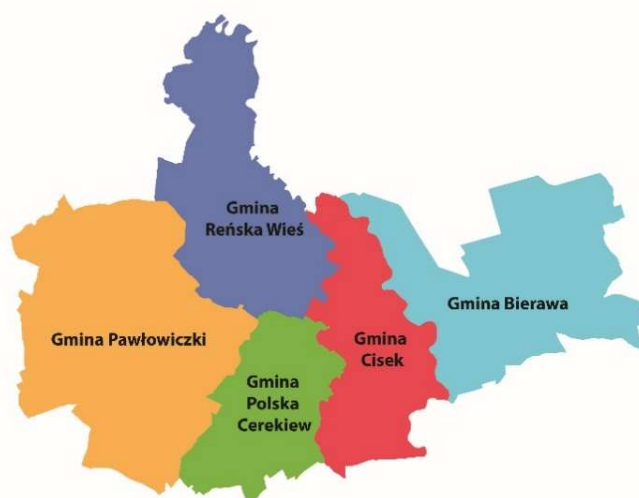 Gmina
Reńska Wieś
Gmina Bierawa
Gmina Pawłowiczki
Gmina
Cisek
Gmina
Polska
Cerekiew